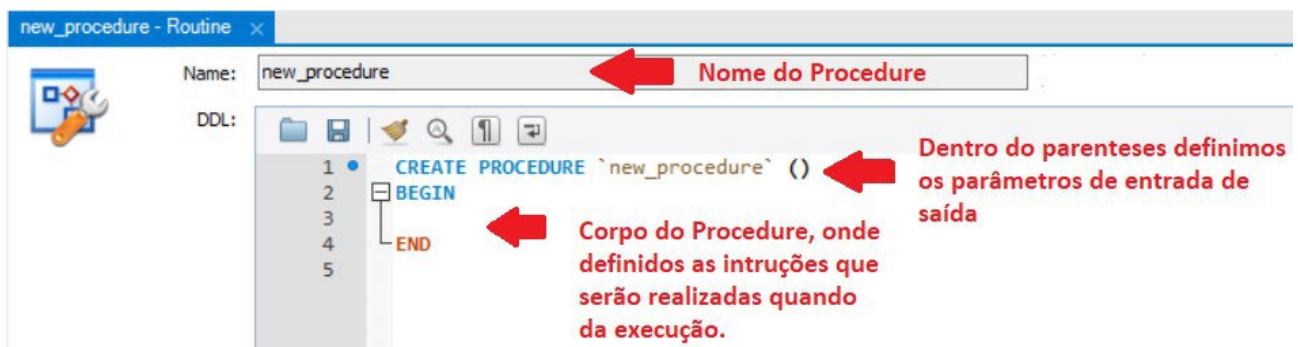 new_procedure - Routine ×
Name: new_procedure
Nome do Procedure
DDL:
1 CREATE PROCEDURE `new_procedure` ()
2 BEGIN
3
4 END
5
Dentro do parenteses definimos
os parâmetros de entrada de
saída
Corpo do Procedure, onde
definidos as intruções que
serão realizadas quando
da execução.